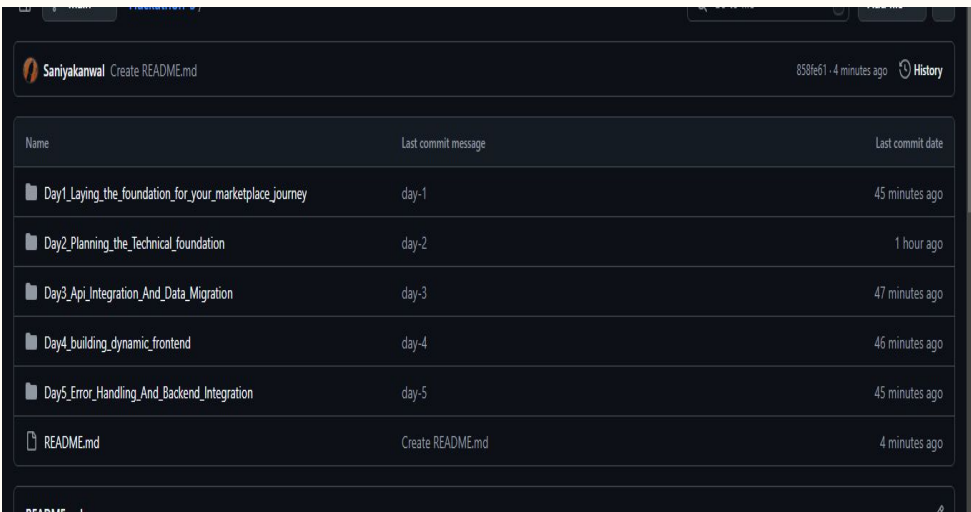 main
Saniyakanwal Create README.md 858fe61 · 4 minutes ago History
Name Last commit message Last commit date
Day1_Laying_the_foundation_for_your_marketplace_journey day-1 45 minutes ago
Day2_Planning_the_Technical_foundation day-2 1 hour ago
Day3_Api_Integration_And_Data_Migration day-3 47 minutes ago
Day4_building_dynamic_frontend day-4 46 minutes ago
Day5_Error_Handling_And_Backend_Integration day-5 45 minutes ago
README.md Create README.md 4 minutes ago